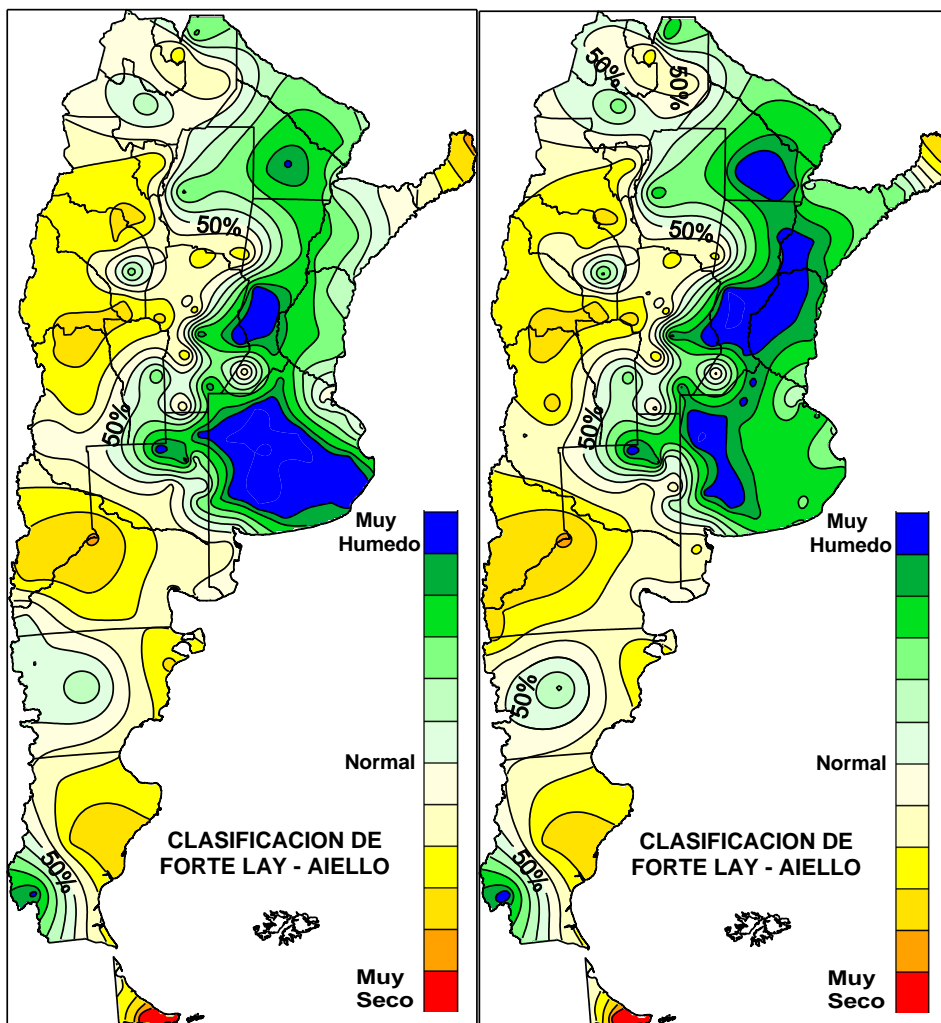 50%
50%
50%
50%
Muy
Humedo
Normal
CLASIFICACION DE
FORTE LAY - AIELLO
Muy
Seco
50%
50%
50%
50%
50%
50%
Muy
Humedo
Normal
CLASIFICACION DE
FORTE LAY - AIELLO
Muy
Seco